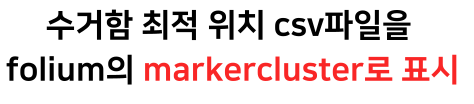 수거함 최적 위치 csv파일을
folium의 markercluster로 표시